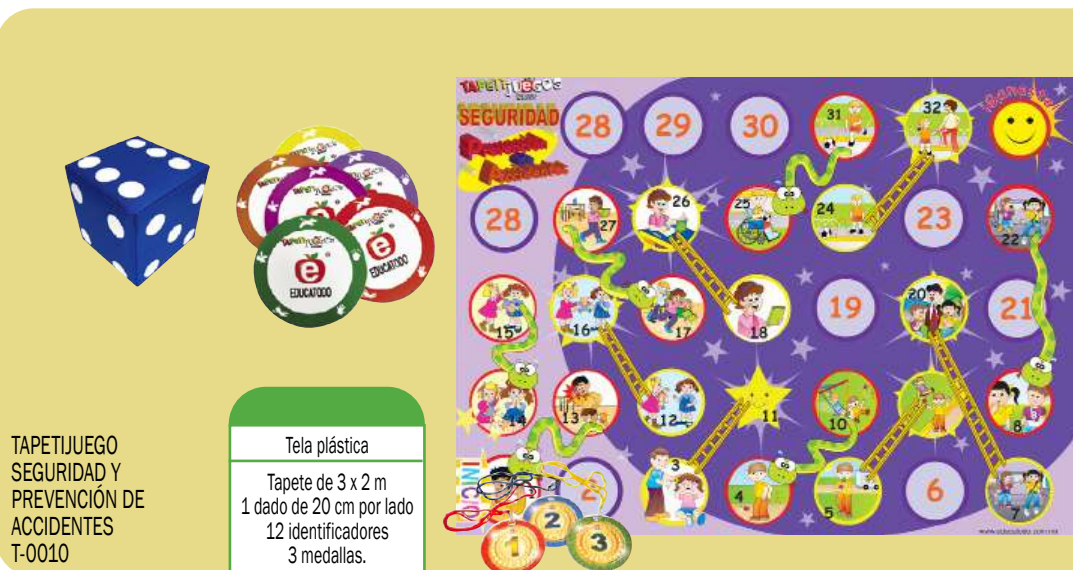 TAPETIJUEGO'S
SEGURIDAD
28
29
30
31
32
28
27
26
25
24
23
22
15
16
17
18
19
20
21
14
13
12
11
10
8
3
4
5
6
7
2
1
2
3
EDUCATODO
EDUCATODO
TAPETIJUEGO
SEGURIDAD Y
PREVENCIÓN DE
ACCIDENTES
T-0010
Tela plástica
Tapete de 3 x 2 m
1 dado de 20 cm por lado
12 identificadores
3 medallas.